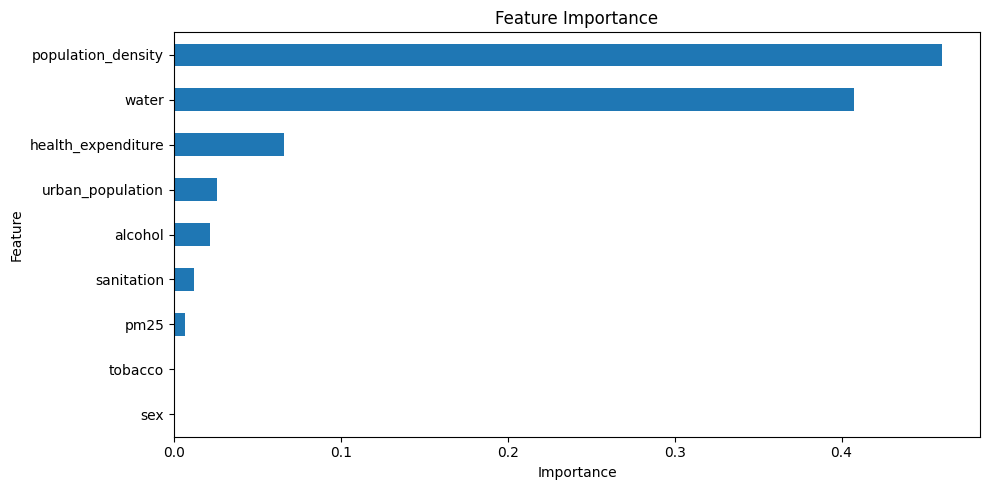 Feature Importance
population_density
water
health_expenditure
urban_population
alcohol
sanitation
pm25
tobacco
sex
Feature
0.0 0.1 0.2 0.3 0.4
Importance